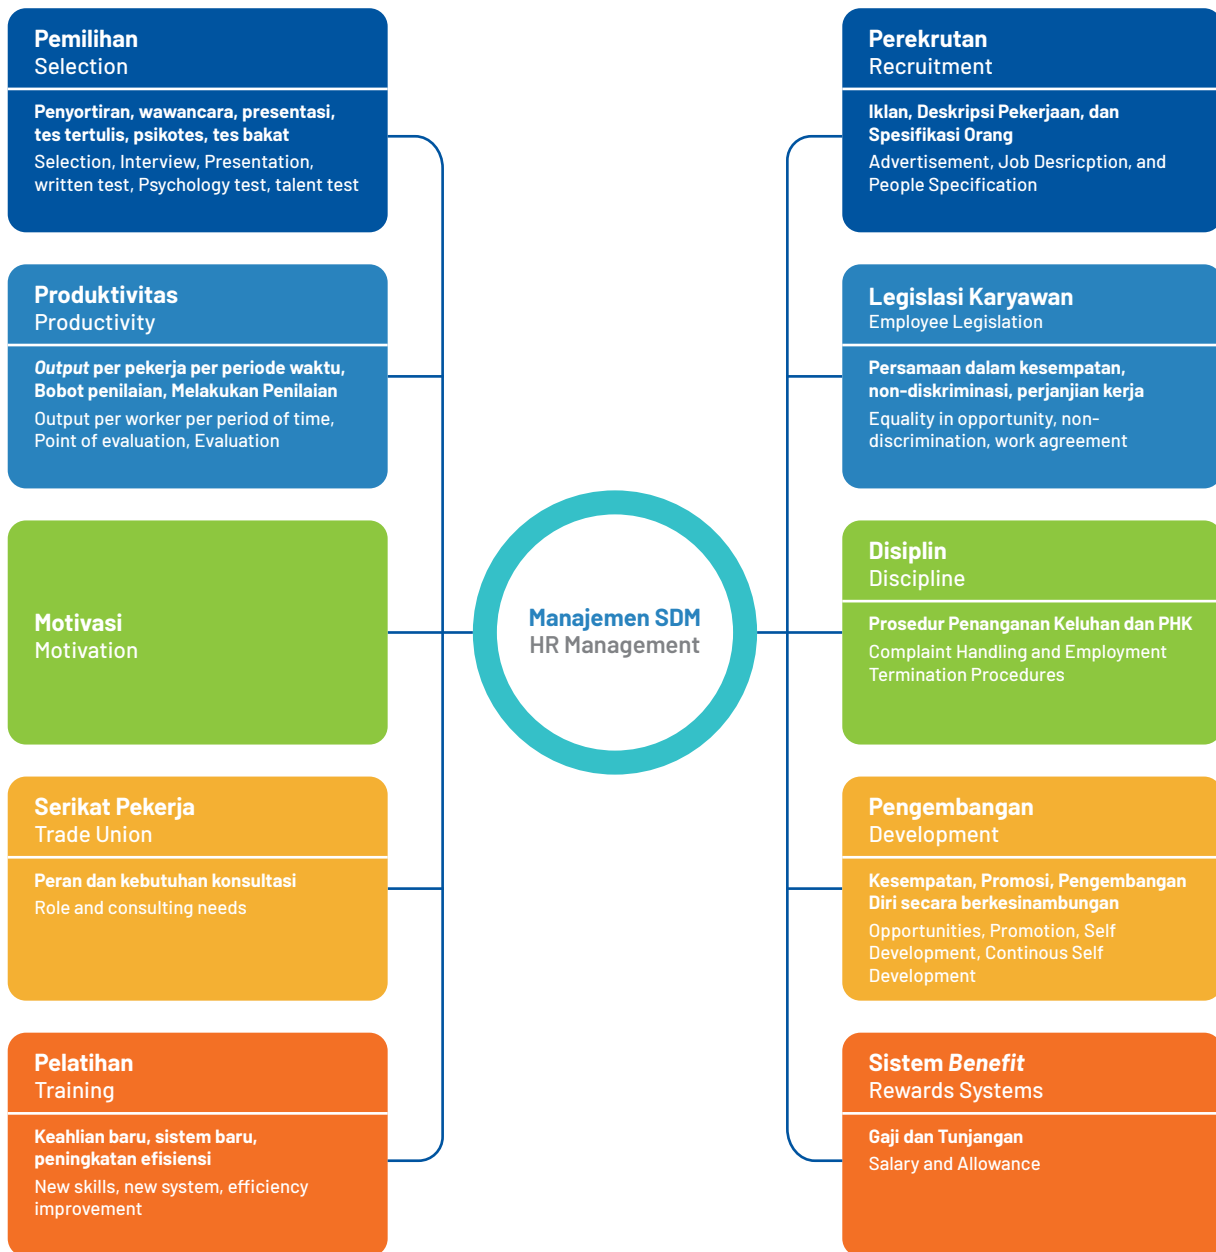 Pemilihan
Selection
Penyortiran, wawancara, presentasi,
tes tertulis, psikotes, tes bakat
Selection, Interview, Presentation,
written test, Psychology test, talent test
Produktivitas
Productivity
Output per pekerja per periode waktu,
Bobot penilaian, Melakukan Penilaian
Output per worker per period of time,
Point of evaluation, Evaluation
Motivasi
Motivation
Serikat Pekerja
Trade Union
Peran dan kebutuhan konsultasi
Role and consulting needs
Pelatihan
Training
Keahlian baru, sistem baru,
peningkatan efisiensi
New skills, new system, efficiency
improvement
Manajemen SDM
HR Management
Perekrutan
Recruitment
Iklan, Deskripsi Pekerjaan, dan
Spesifikasi Orang
Advertisement, Job Desricption, and
People Specification
Legislasi Karyawan
Employee Legislation
Persamaan dalam kesempatan,
non-diskriminasi, perjanjian kerja
Equality in opportunity, non-
discrimination, work agreement
Disiplin
Discipline
Prosedur Penanganan Keluhan dan PHK
Complaint Handling and Employment
Termination Procedures
Pengembangan
Development
Kesempatan, Promosi, Pengembangan
Diri secara berkesinambungan
Opportunities, Promotion, Self
Development, Continous Self
Development
Sistem Benefit
Rewards Systems
Gaji dan Tunjangan
Salary and Allowance